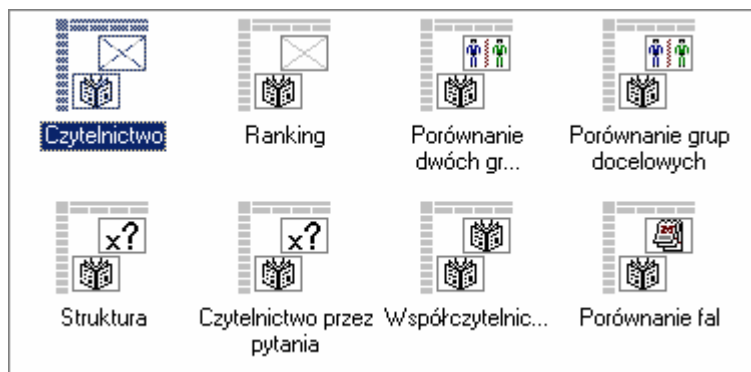 Czytelnictwo
Ranking
Porównanie
dwóch gr...
Porównanie grup
docelowych
x?
Struktura
x?
Czytelnictwo przez
pytania
Współczytelnic...
Porównanie fal